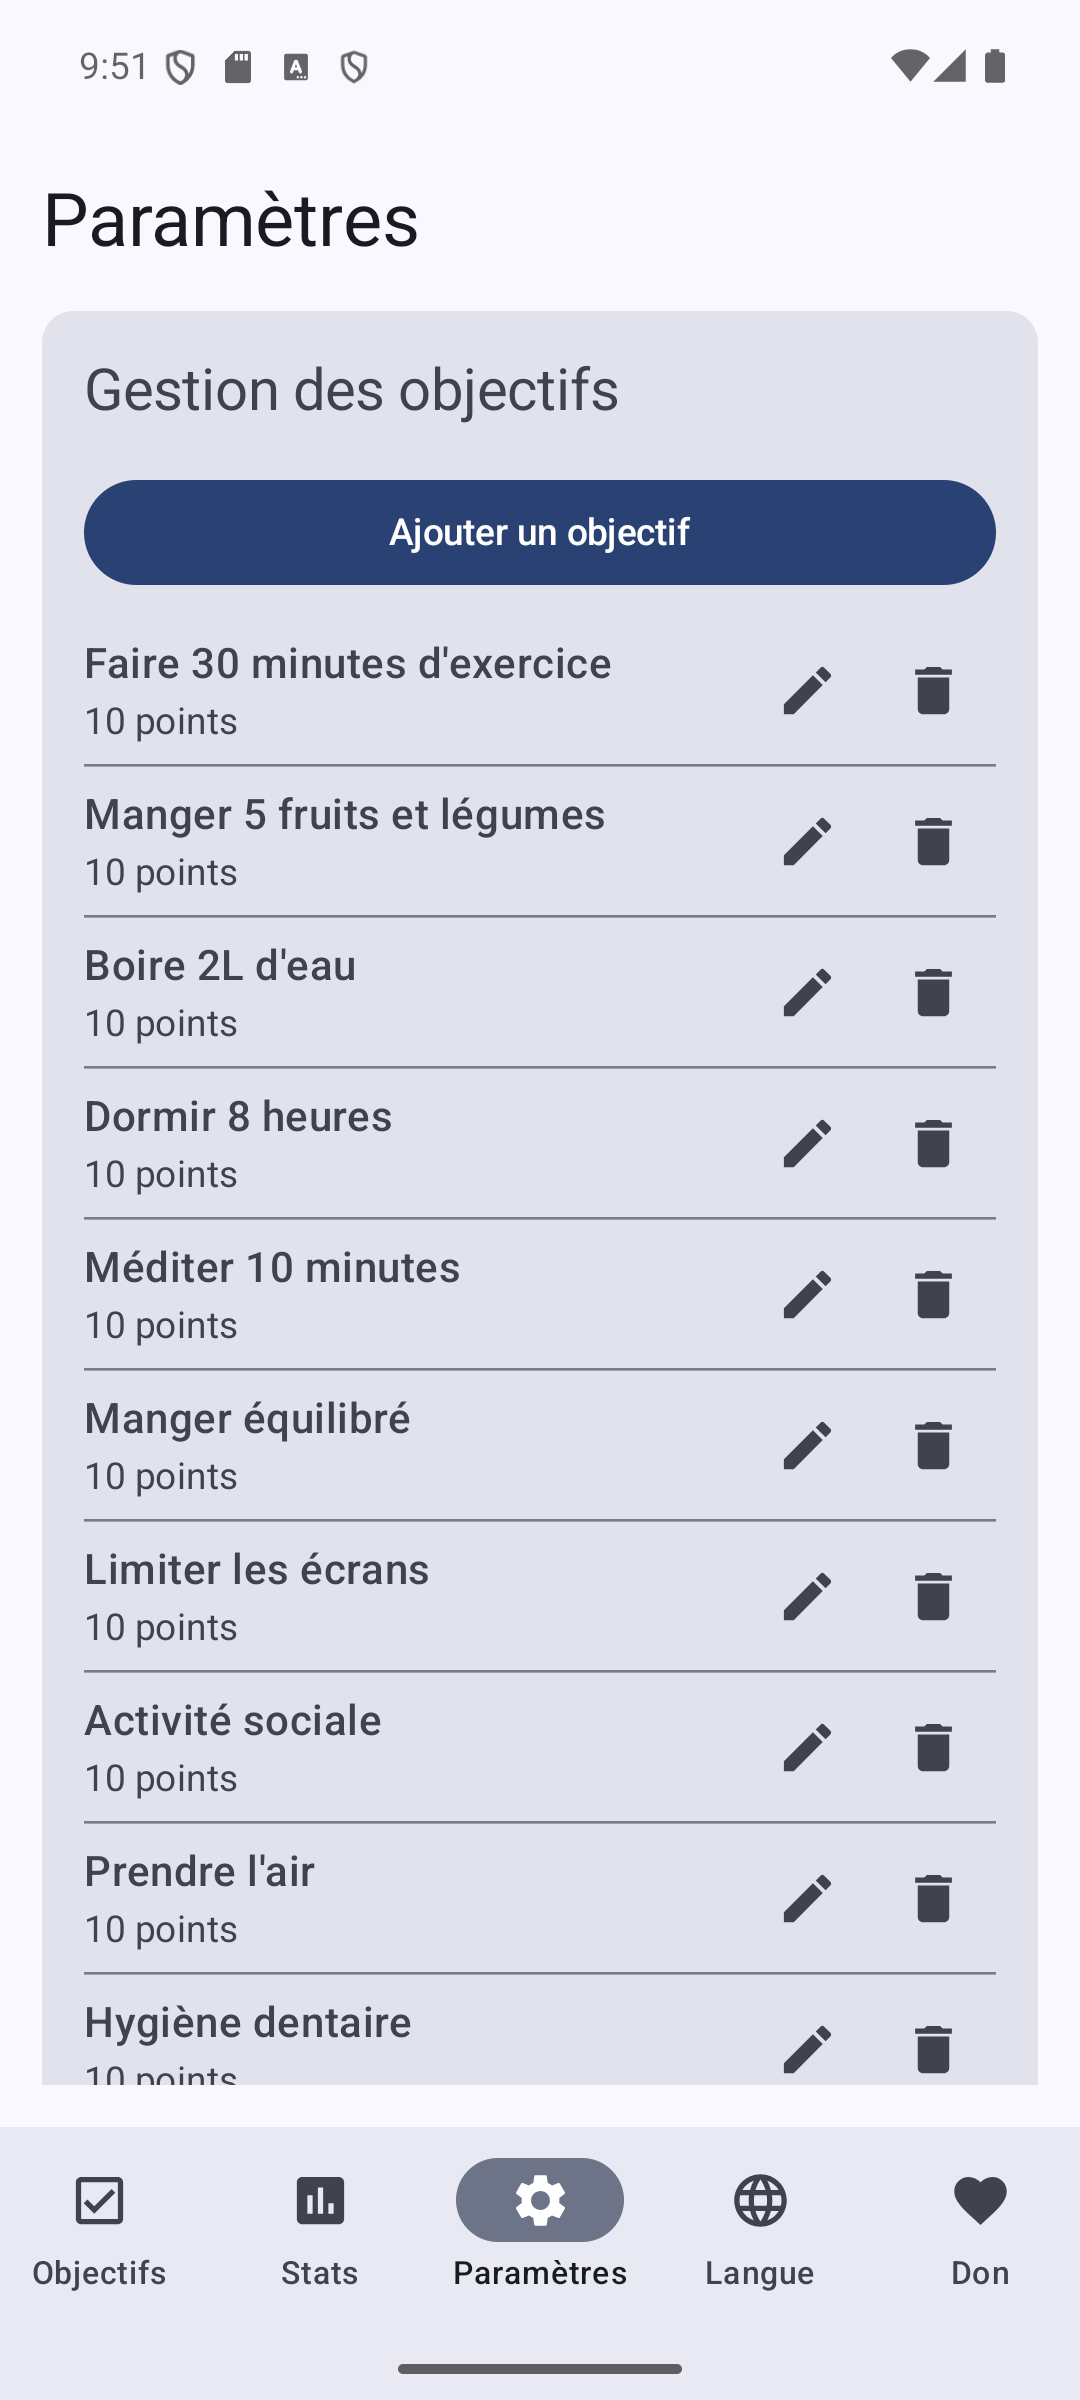 9:51
Paramètres
Gestion des objectifs
Ajouter un objectif
Faire 30 minutes d'exercice
10 points
Manger 5 fruits et légumes
10 points
Boire 2L d'eau
10 points
Dormir 8 heures
10 points
Méditer 10 minutes
10 points
Manger équilibré
10 points
Limiter les écrans
10 points
Activité sociale
10 points
Prendre l'air
10 points
Hygiène dentaire
10 points
Objectifs
Stats
Paramètres
Langue
Don